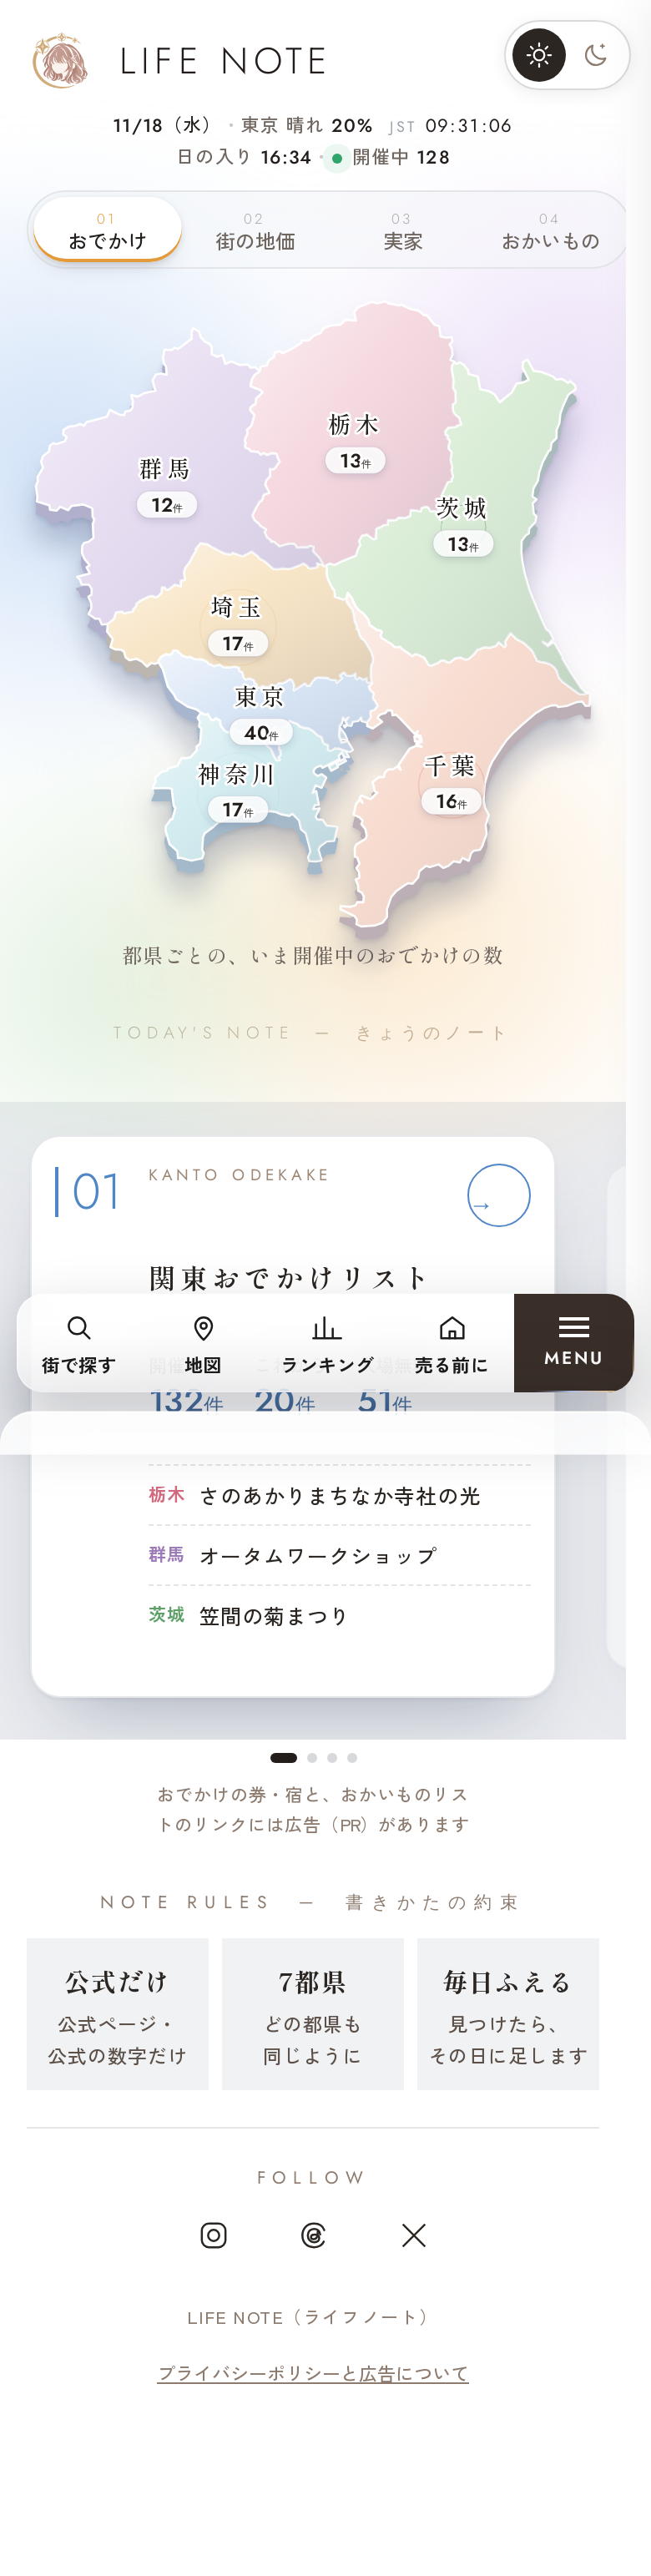 LIFE NOTE
11/18（水）・東京 晴れ 20% JST 09:31:06
日の入り 16:34・開催中 128
01
おでかけ
02
街の地価
03
実家
04
おかいもの
栃木
13件
群馬
12件
茨城
13件
埼玉
17件
東京
40件
神奈川
17件
千葉
16件
都県ごとの、いま開催中のおでかけの数
TODAY'S NOTE — きょうのノート
01
KANTO ODEKAKE
→
関東おでかけリスト
街で探す
地図
ランキング
売る前に
MENU
132件 20件 51件
栃木 さのあかりまちなか寺社の光
群馬 オータムワークショップ
茨城 笠間の菊まつり
おでかけの券・宿と、おかいものリス
トのリンクには広告（PR）があります
NOTE RULES — 書きかたの約束
公式だけ
公式ページ・
公式の数字だけ
7都県
どの都県も
同じように
毎日ふえる
見つけたら、
その日に足します
FOLLOW
LIFE NOTE（ライフノート）
プライバシーポリシーと広告について